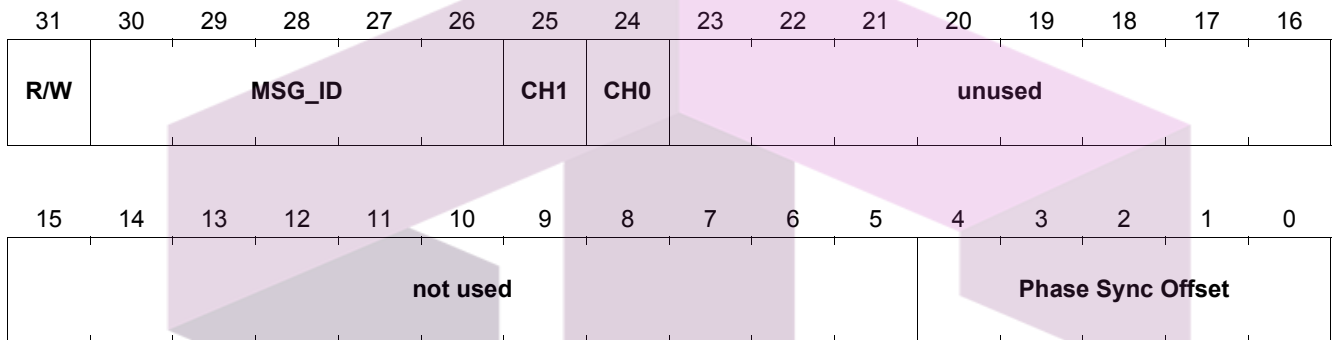 31 30 29 28 27 26 25 24 23 22 21 20 19 18 17 16
R/W MSG_ID CH1 CH0 unused
15 14 13 12 11 10 9 8 7 6 5 4 3 2 1 0
not used Phase Sync Offset